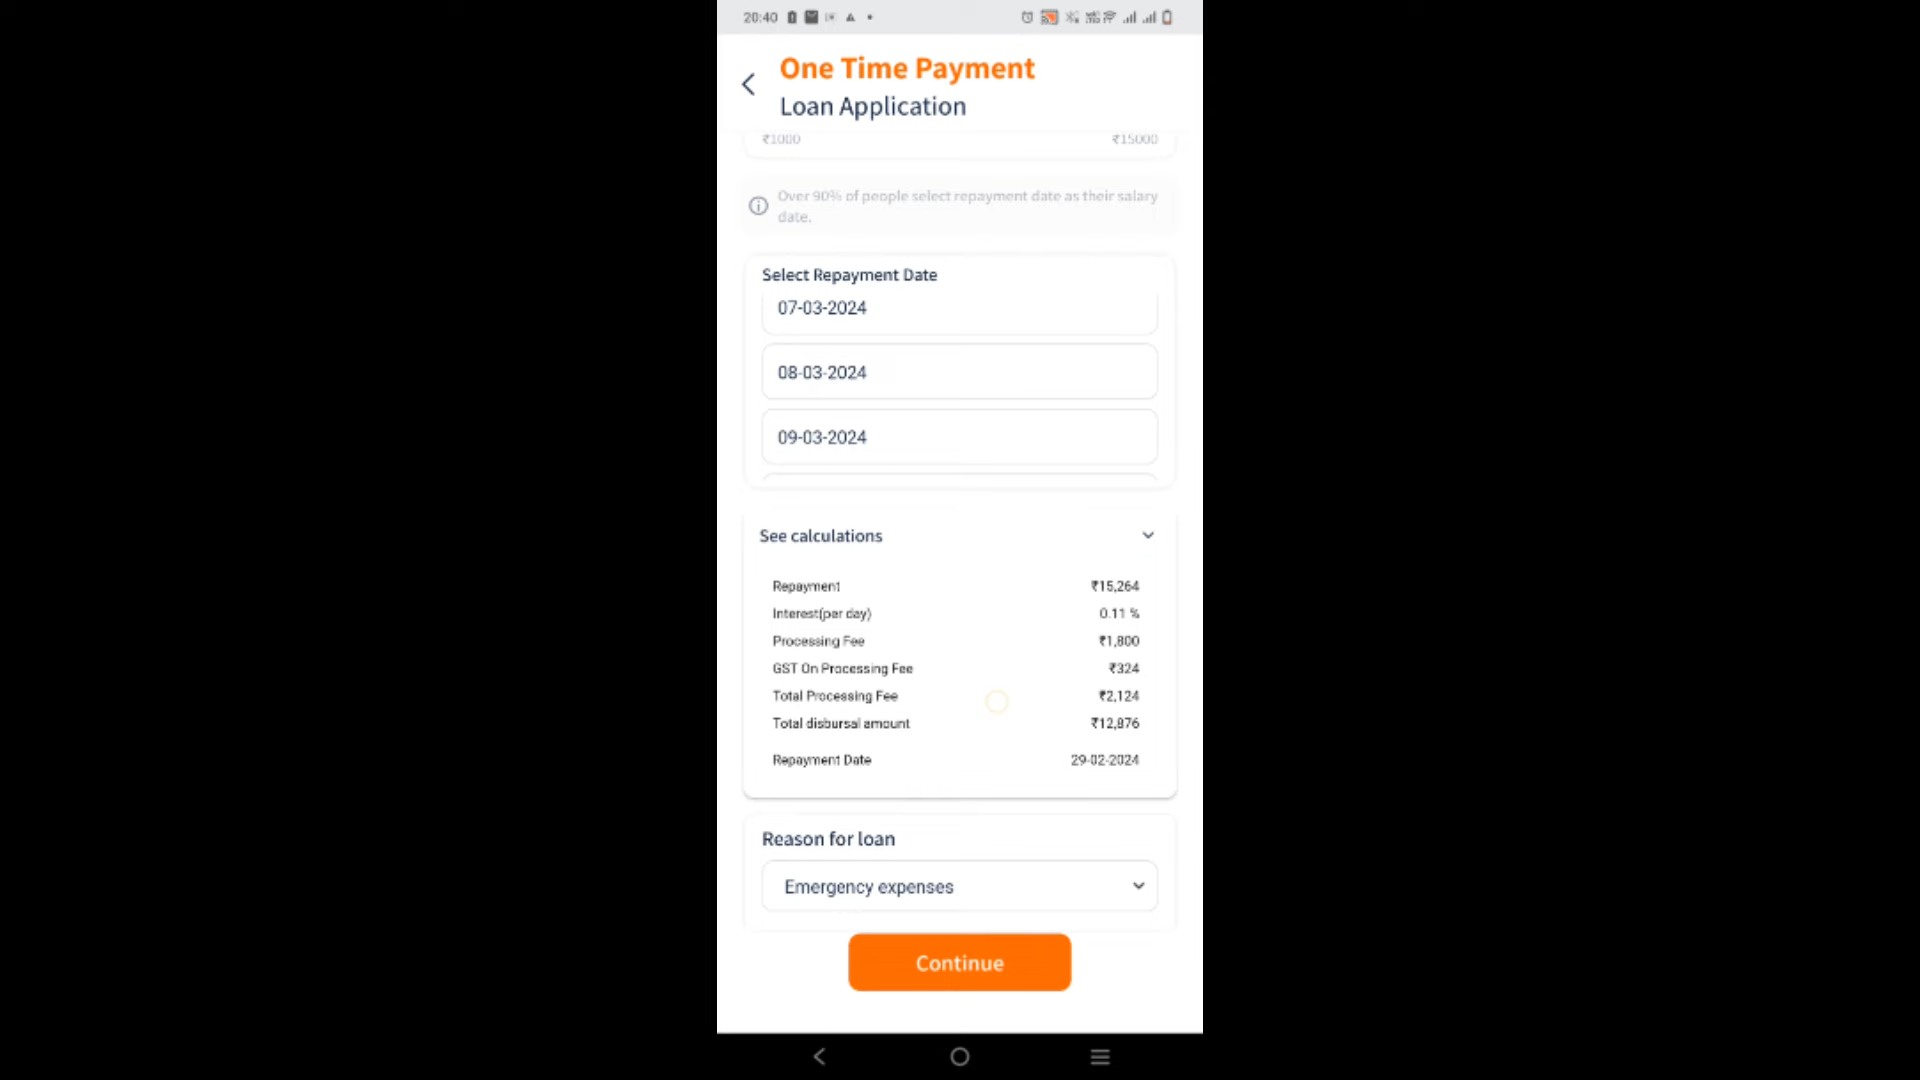 20:40
One Time Payment
Loan Application
₹1000 ₹15000
Over 90% of people select repayment date as their salary
date.
Select Repayment Date
07-03-2024
08-03-2024
09-03-2024
See calculations
Repayment ₹15,264
Interest(per day) 0.11 %
Processing Fee ₹1,800
GST On Processing Fee ₹324
Total Processing Fee ₹2,124
Total disbursal amount ₹12,876
Repayment Date 29-02-2024
Reason for loan
Emergency expenses
Continue